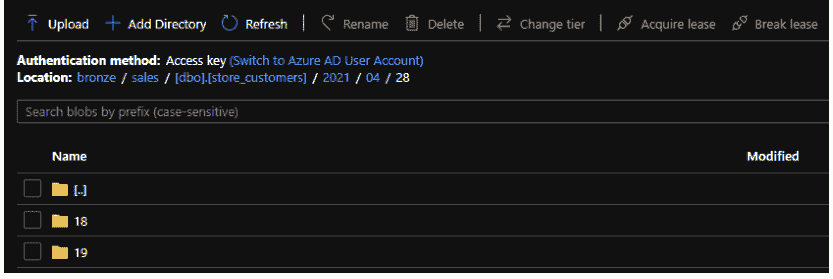 Upload Add Directory Refresh Rename Delete Change tier Acquire lease Break lease
Authentication method: Access key (Switch to Azure AD User Account)
Location: bronze / sales / [dbo].[store_customers] / 2021 / 04 / 28
Search blobs by prefix (case-sensitive)
Name Modified
[..]
18
19